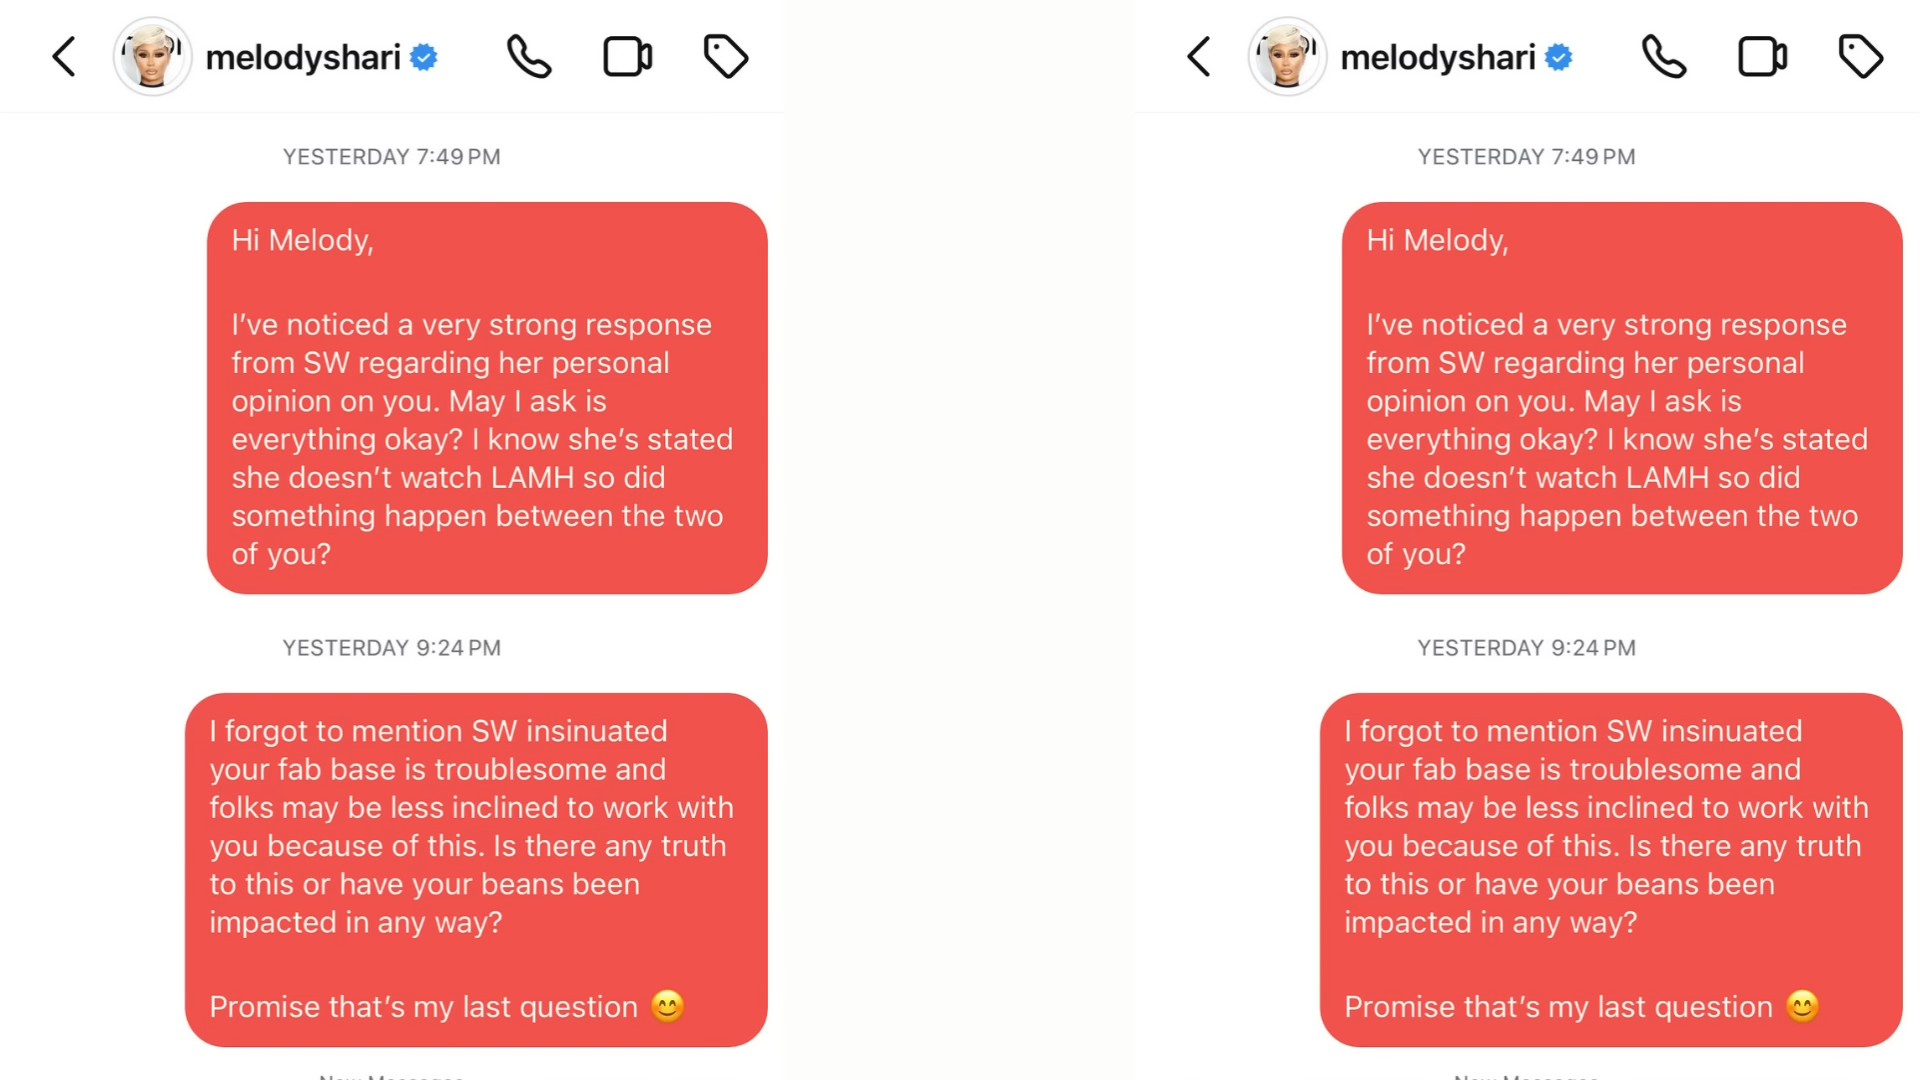 melodyshari
YESTERDAY 7:49 PM
Hi Melody,
I’ve noticed a very strong response
from SW regarding her personal
opinion on you. May I ask is
everything okay? I know she’s stated
she doesn’t watch LAMH so did
something happen between the two
of you?
YESTERDAY 9:24 PM
I forgot to mention SW insinuated
your fab base is troublesome and
folks may be less inclined to work with
you because of this. Is there any truth
to this or have your beans been
impacted in any way?
Promise that’s my last question 😊
New Messages
melodyshari
YESTERDAY 7:49 PM
Hi Melody,
I’ve noticed a very strong response
from SW regarding her personal
opinion on you. May I ask is
everything okay? I know she’s stated
she doesn’t watch LAMH so did
something happen between the two
of you?
YESTERDAY 9:24 PM
I forgot to mention SW insinuated
your fab base is troublesome and
folks may be less inclined to work with
you because of this. Is there any truth
to this or have your beans been
impacted in any way?
Promise that’s my last question 😊
New Messages